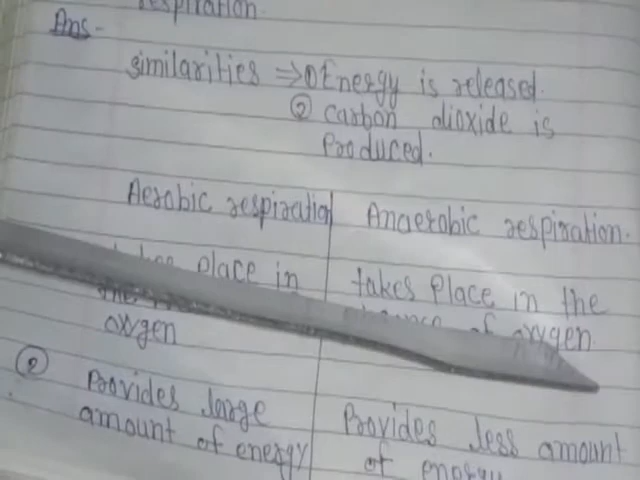 respiration.
Ans -
similarities ⇒ ① Energy is released.
② carbon dioxide is
Produced.
Aerobic respiration Anaerobic respiration.
place in takes Place in the
of oxygen
oxygen
② Provides large Provides less amount
amount of energy of energy